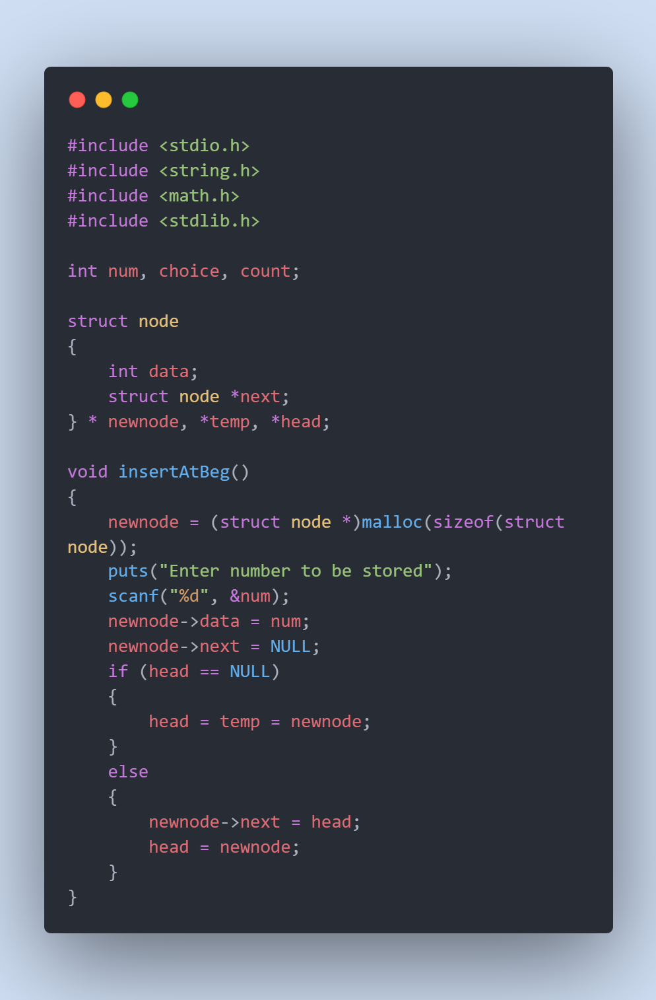 #include <stdio.h>
#include <string.h>
#include <math.h>
#include <stdlib.h>

int num, choice, count;

struct node
{
    int data;
    struct node *next;
} * newnode, *temp, *head;

void insertAtBeg()
{
    newnode = (struct node *)malloc(sizeof(struct
node));
    puts("Enter number to be stored");
    scanf("%d", &num);
    newnode->data = num;
    newnode->next = NULL;
    if (head == NULL)
    {
        head = temp = newnode;
    }
    else
    {
        newnode->next = head;
        head = newnode;
    }
}